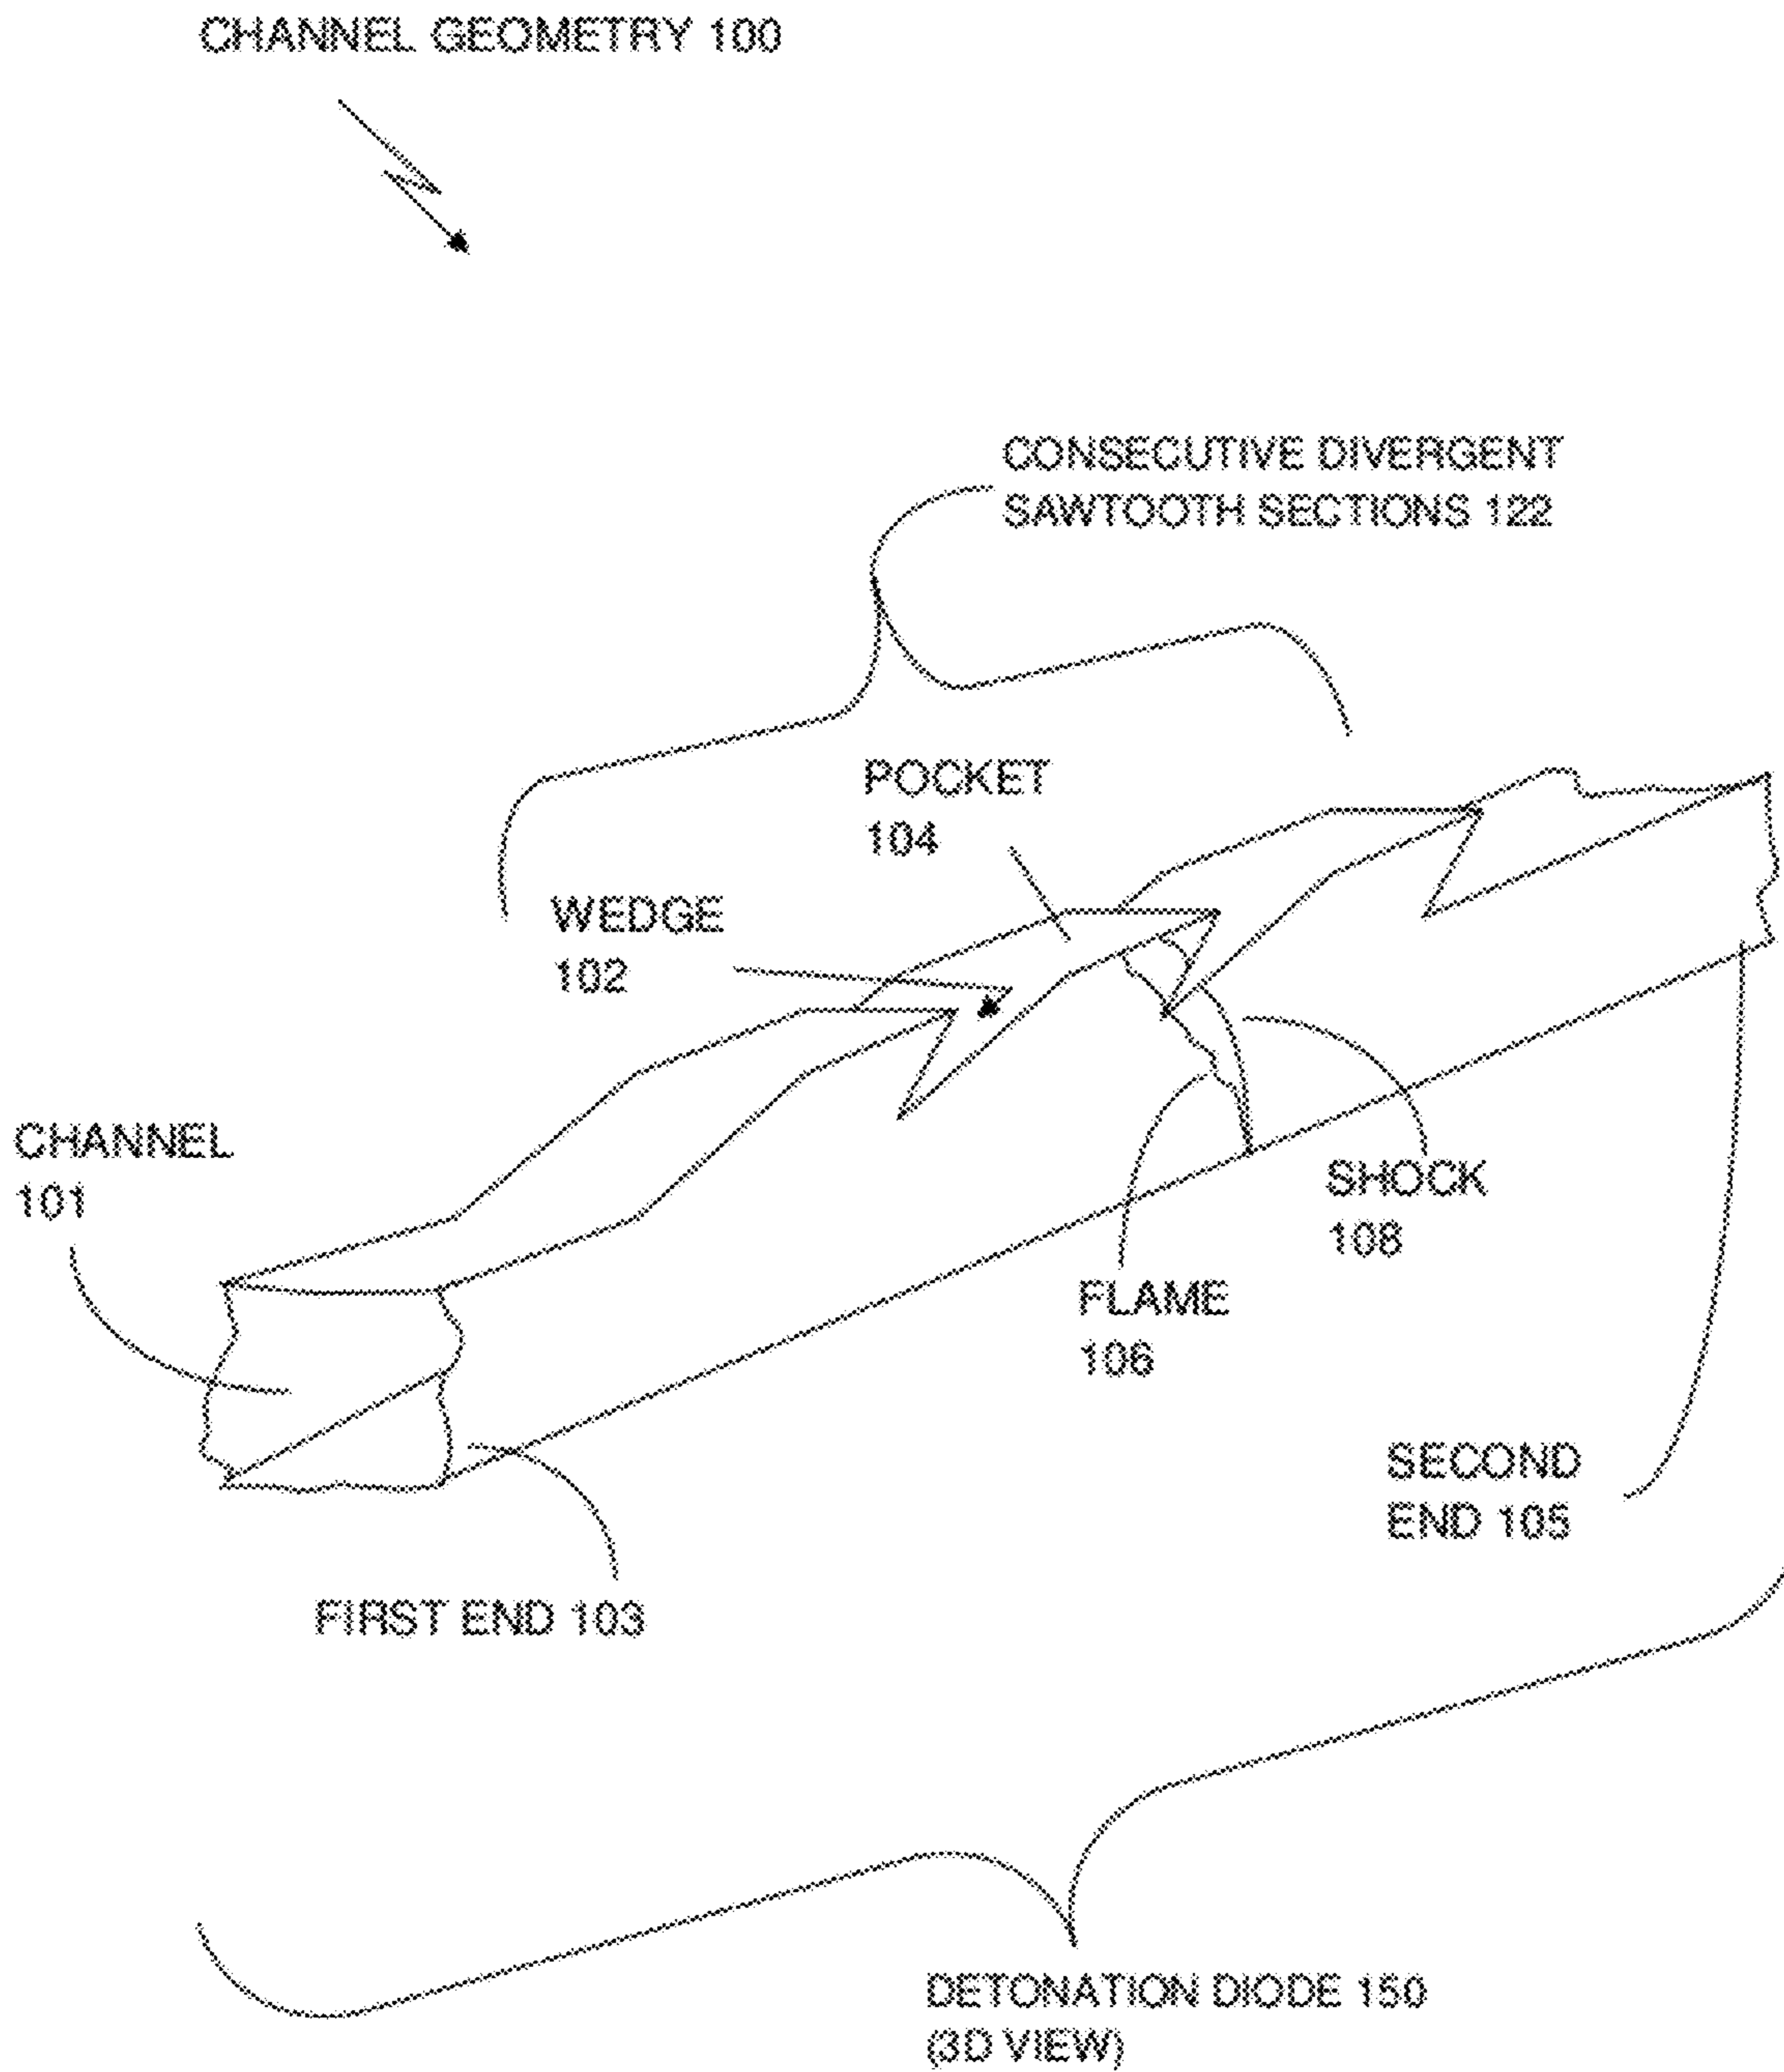 CHANNEL GEOMETRY 100
CONSECUTIVE DIVERGENT
SAWTOOTH SECTIONS 122
POCKET
104
WEDGE
102
CHANNEL
101
SHOCK
108
FLAME
106
SECOND
END 105
FIRST END 103
DETONATION DIODE 150
(3D VIEW)